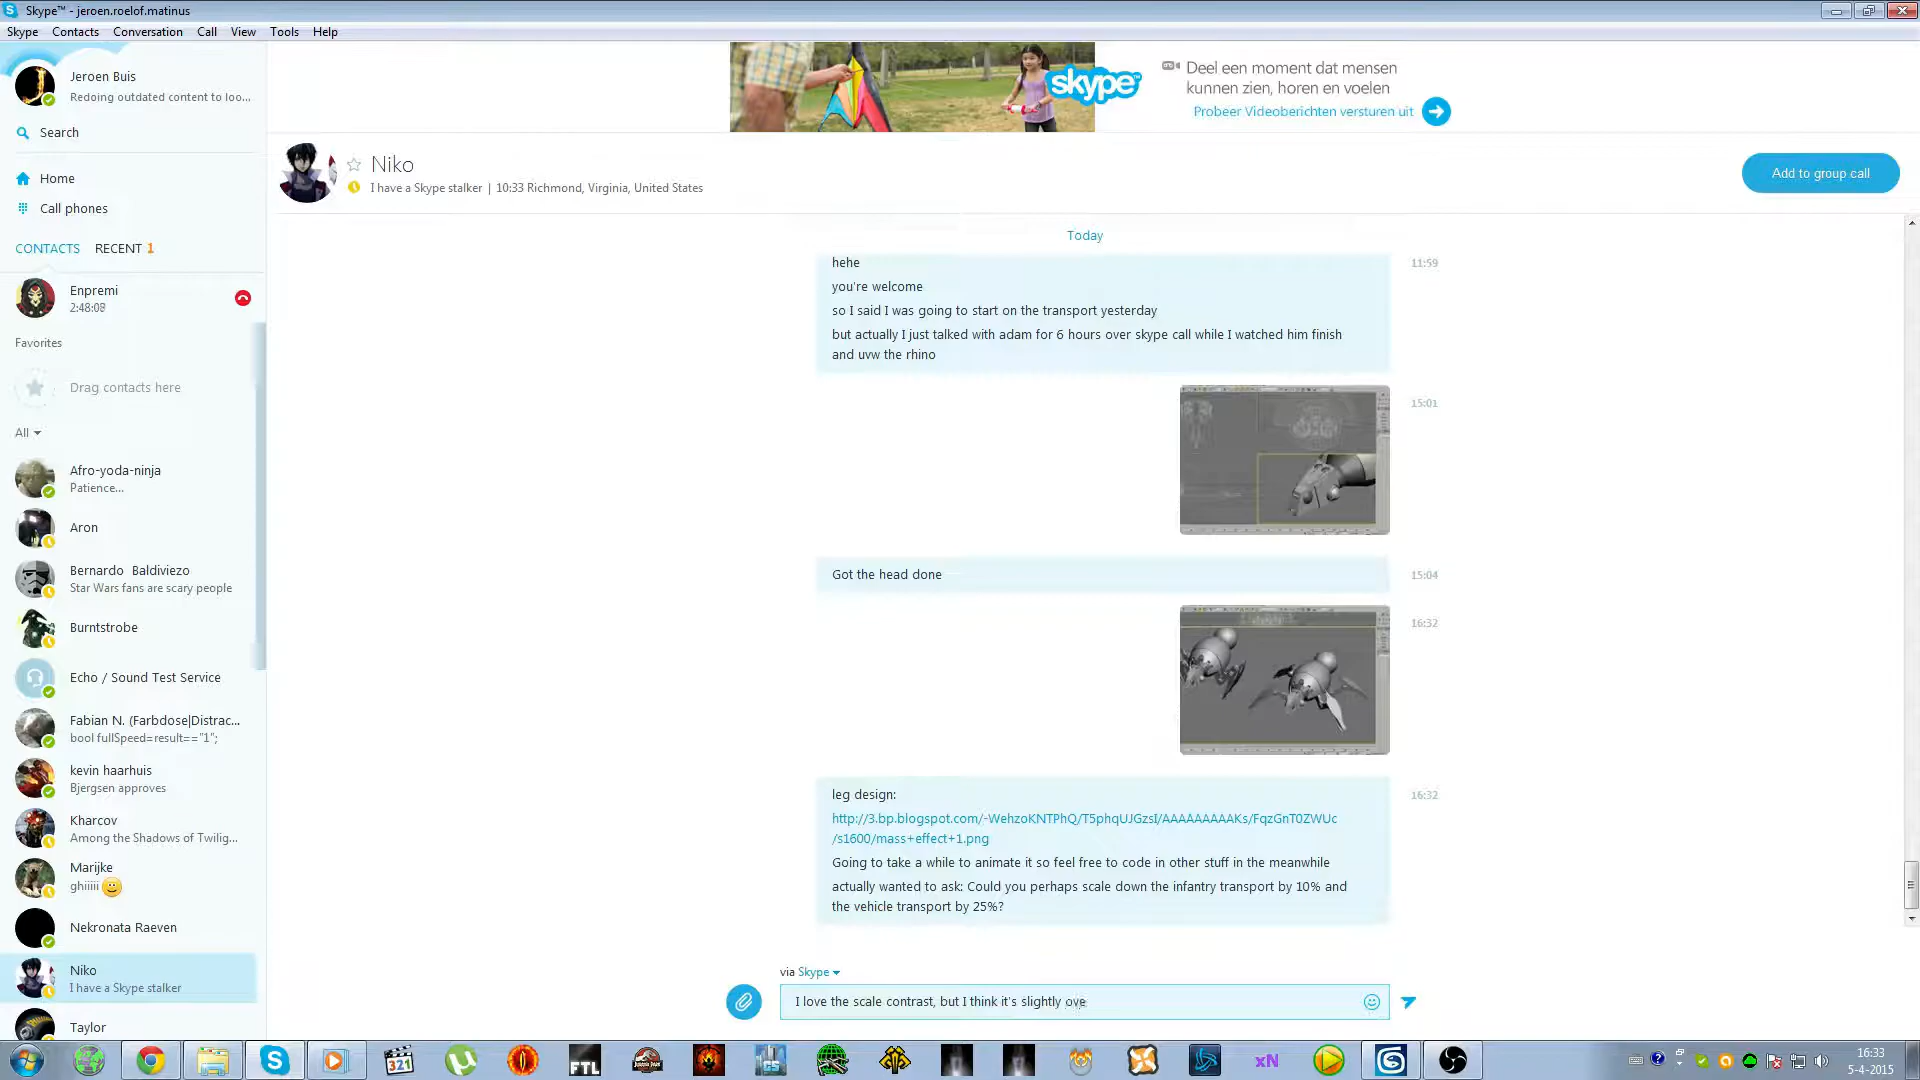 Skype™ - jeroen.roelof.matinus
Skype Contacts Conversation Call View Tools Help
Jeroen Buis
Redoing outdated content to loo...
Search
Home
Call phones
CONTACTS RECENT 1
Enpremi
2:48:09
Favorites
Drag contacts here
All
Afro-yoda-ninja
Patience...
Aron
Bernardo Baldiviezo
Star Wars fans are scary people
Burntstrobe
Echo / Sound Test Service
Fabian N. (Farbdose|Distrac...
bool fullSpeed=result=="1";
kevin haarhuis
Bjergsen approves
Kharcov
Among the Shadows of Twilig...
Marijke
ghiiiii
Nekronata Raeven
Niko
I have a Skype stalker
Taylor
skype™
Deel een moment dat mensen
kunnen zien, horen en voelen
Probeer Videoberichten versturen uit
Niko
I have a Skype stalker | 10:33 Richmond, Virginia, United States
Add to group call
Today
hehe 11:59
you're welcome
so I said I was going to start on the transport yesterday
but actually I just talked with adam for 6 hours over skype call while I watched him finish
and uvw the rhino
15:01
Got the head done 15:04
16:32
leg design: 16:32
http://3.bp.blogspot.com/-WehzoKNTPhQ/T5phqUJGzsI/AAAAAAAAAKs/FqzGnT0ZWUc
/s1600/mass+effect+1.png
Going to take a while to animate it so feel free to code in other stuff in the meanwhile
actually wanted to ask: Could you perhaps scale down the infantry transport by 10% and
the vehicle transport by 25%?
via Skype
I love the scale contrast, but I think it's slightly ove
321
FTL
CS
xN
16:33
5-4-2015